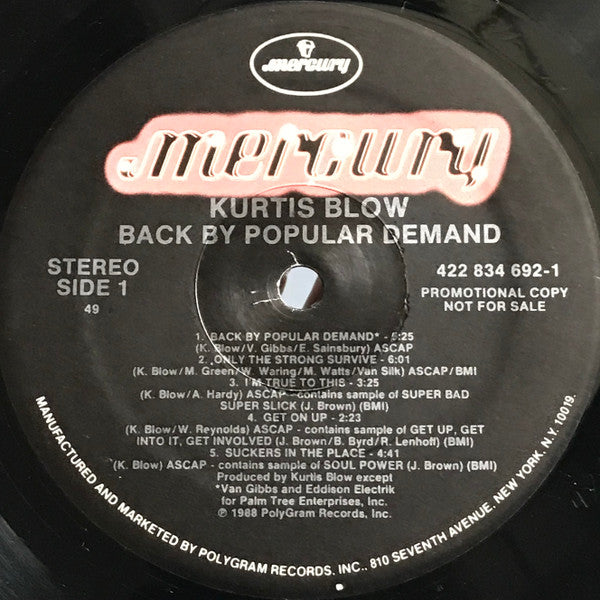 mercury
mercury
KURTIS BLOW
BACK BY POPULAR DEMAND
STEREO
SIDE 1
49
422 834 692-1
PROMOTIONAL COPY
NOT FOR SALE
1. BACK BY POPULAR DEMAND* - 5:25
(K. Blow/V. Gibbs/E. Sainsbury) ASCAP
2. ONLY THE STRONG SURVIVE - 6:01
(K. Blow/M. Green/W. Waring/M. Watts/Van Silk) ASCAP/BMI
3. I'M TRUE TO THIS - 3:25
(K. Blow/A. Hardy) ASCAP - contains sample of SUPER BAD
SUPER SLICK (J. Brown) (BMI)
4. GET ON UP - 2:23
(K. Blow/W. Reynolds) ASCAP - contains sample of GET UP, GET
INTO IT, GET INVOLVED (J. Brown/B. Byrd/R. Lenhoff) (BMI)
5. SUCKERS IN THE PLACE - 4:41
(K. Blow) ASCAP - contains sample of SOUL POWER (J. Brown) (BMI)
Produced by Kurtis Blow except
*Van Gibbs and Eddison Electrik
for Palm Tree Enterprises, Inc.
℗ 1988 PolyGram Records, Inc.
MANUFACTURED AND MARKETED BY POLYGRAM RECORDS, INC., 810 SEVENTH AVENUE, NEW YORK, N.Y. 10019.